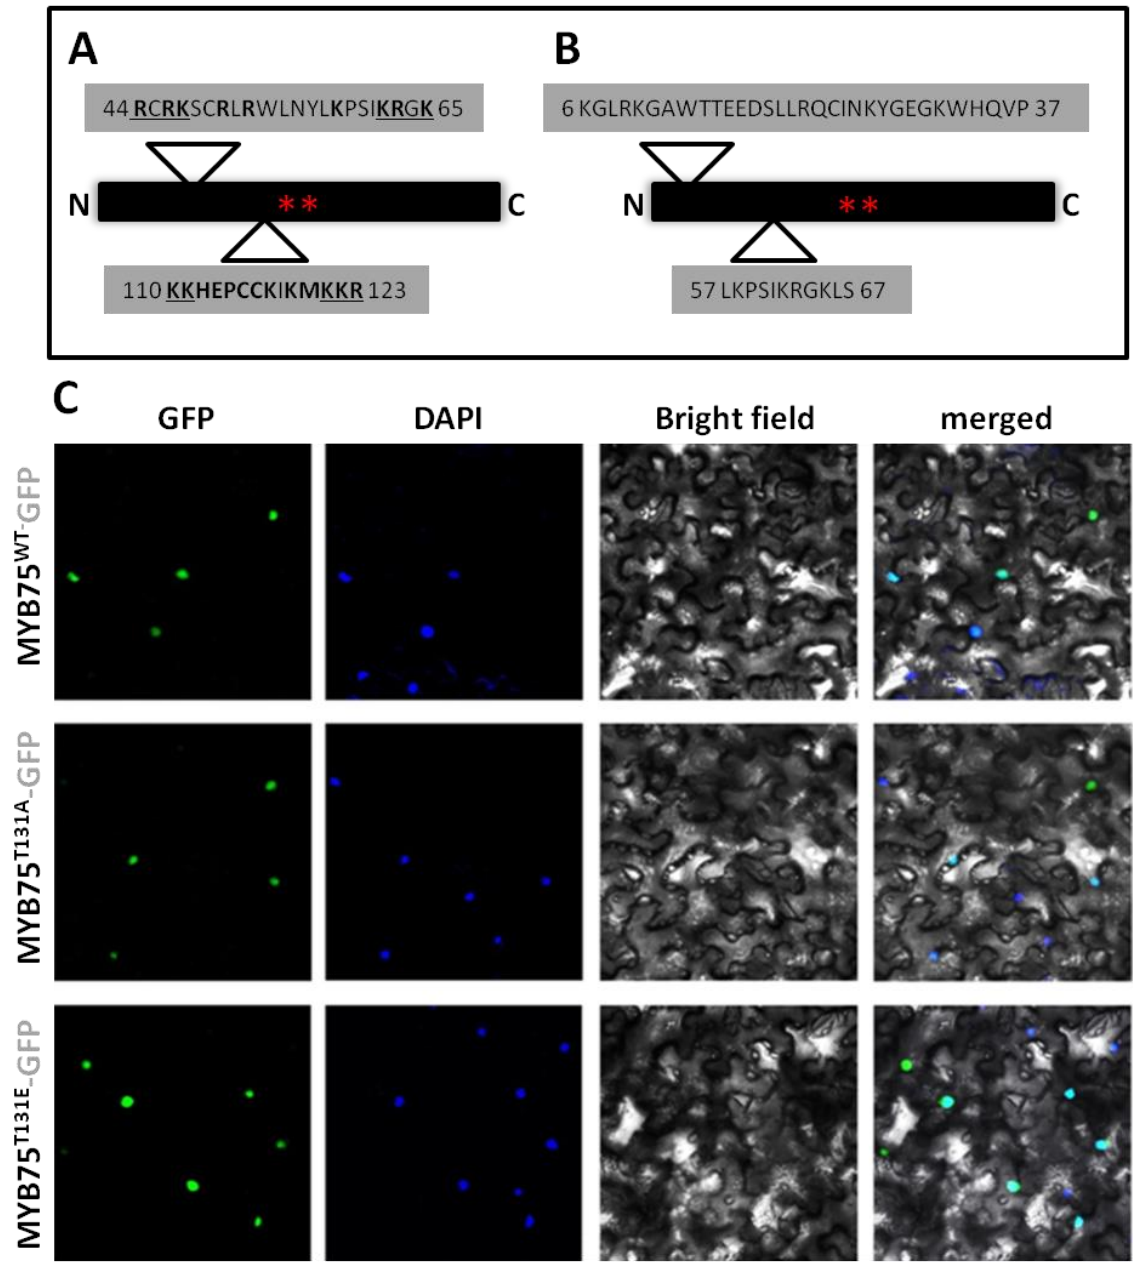 A B
44 RCRKSCRLRWLNYLKPSIKRGK 65 6 KGLRKGAWTTEEDSLLRQCINKYGEGKWHQVP 37
N ** C N ** C
110 KKHEPCCKIKMKKR 123 57 LKPSIKRGKLS 67
C
GFP DAPI Bright field merged
MYB75WT-GFP
MYB75T131A-GFP
MYB75T131E-GFP